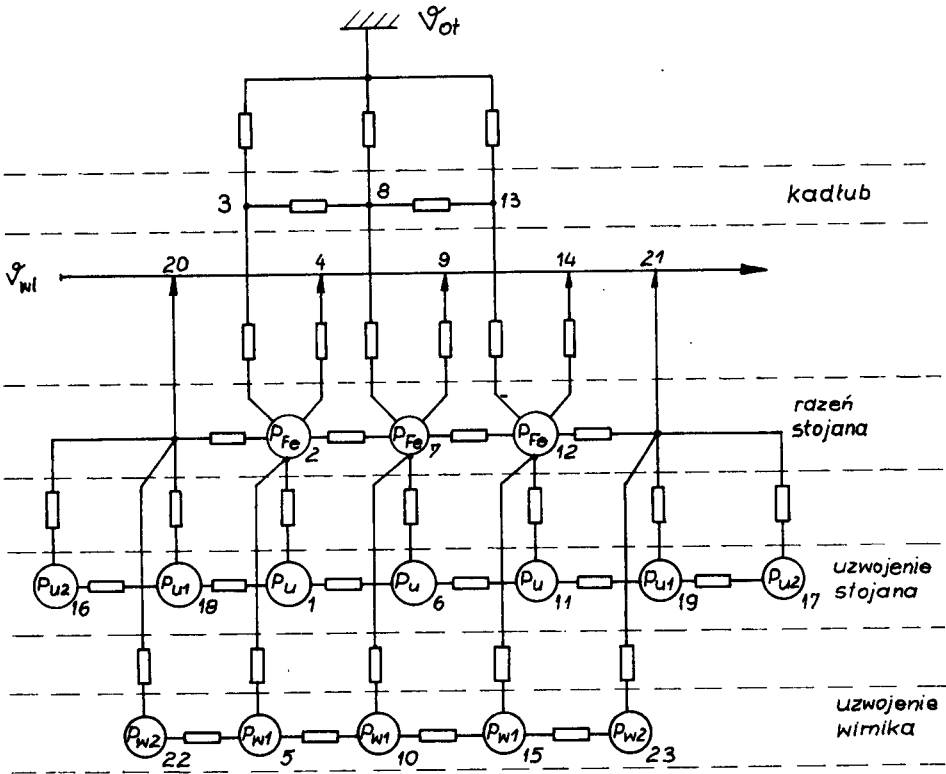 ϑot
kadłub
3 8 13
ϑwl 20 4 9 14 21
rdzeń
stojana
PFe 2 PFe 7 PFe 12
uzwojenie
stojana
Pu2 16 Pu1 18 Pu 1 Pu 6 Pu 11 Pu1 19 Pu2 17
uzwojenie
wirnika
Pw2 22 Pw1 5 Pw1 10 Pw1 15 Pw2 23